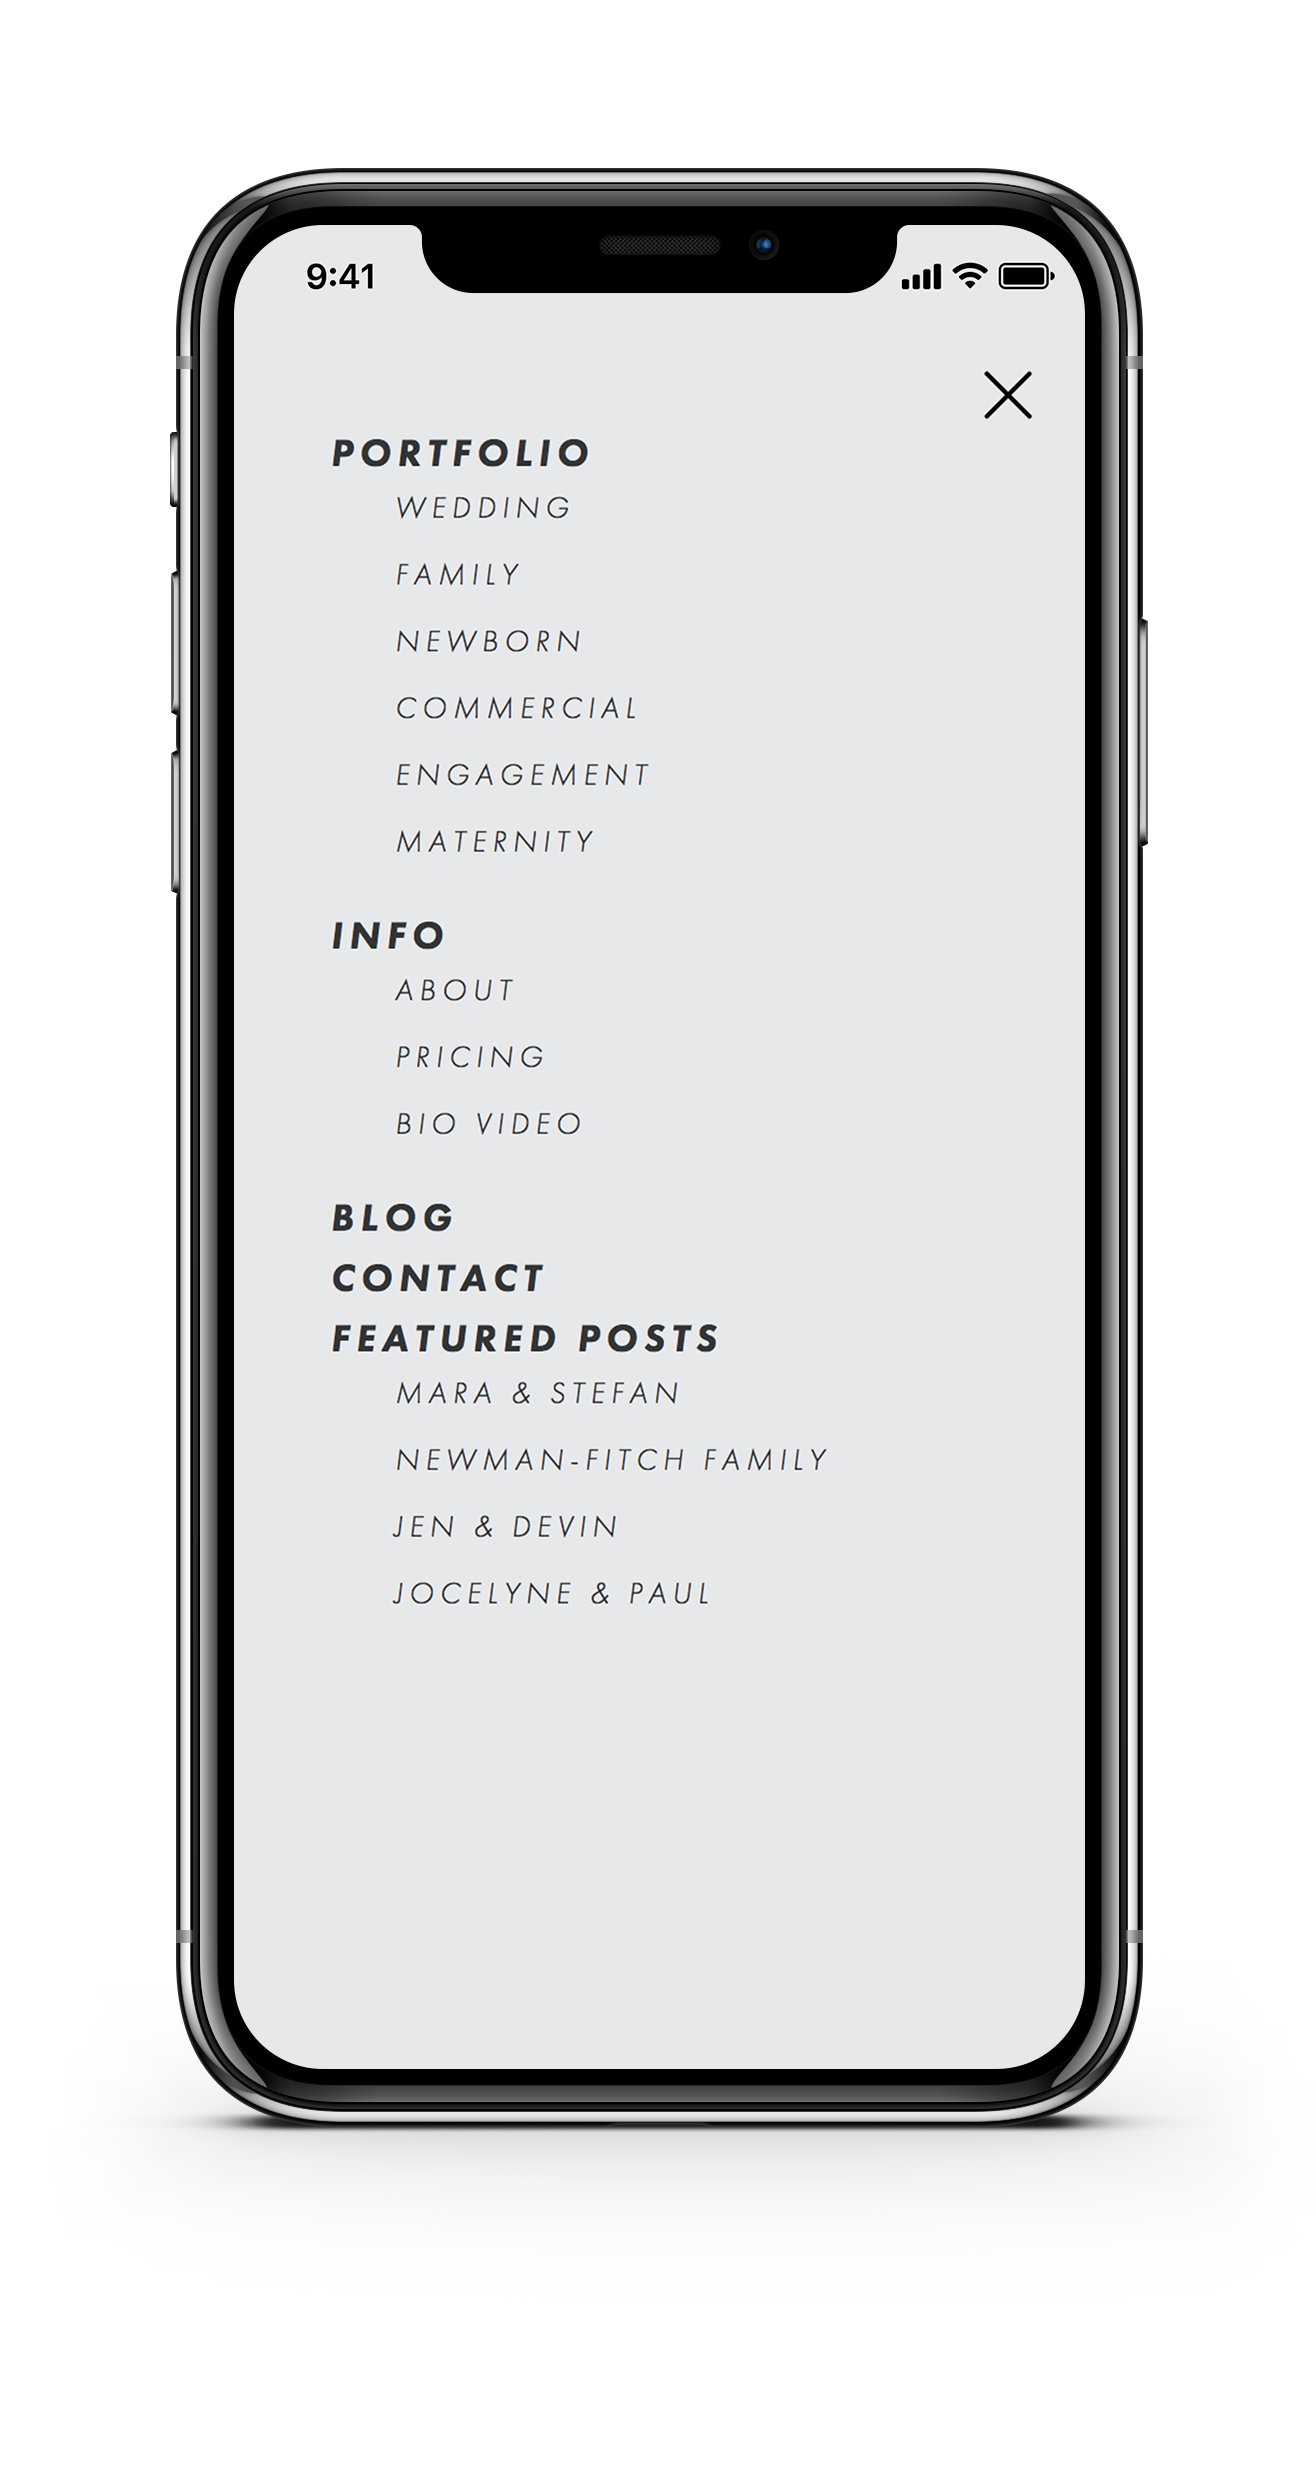 9:41
PORTFOLIO
WEDDING
FAMILY
NEWBORN
COMMERCIAL
ENGAGEMENT
MATERNITY
INFO
ABOUT
PRICING
BIO VIDEO
BLOG
CONTACT
FEATURED POSTS
MARA & STEFAN
NEWMAN-FITCH FAMILY
JEN & DEVIN
JOCELYNE & PAUL